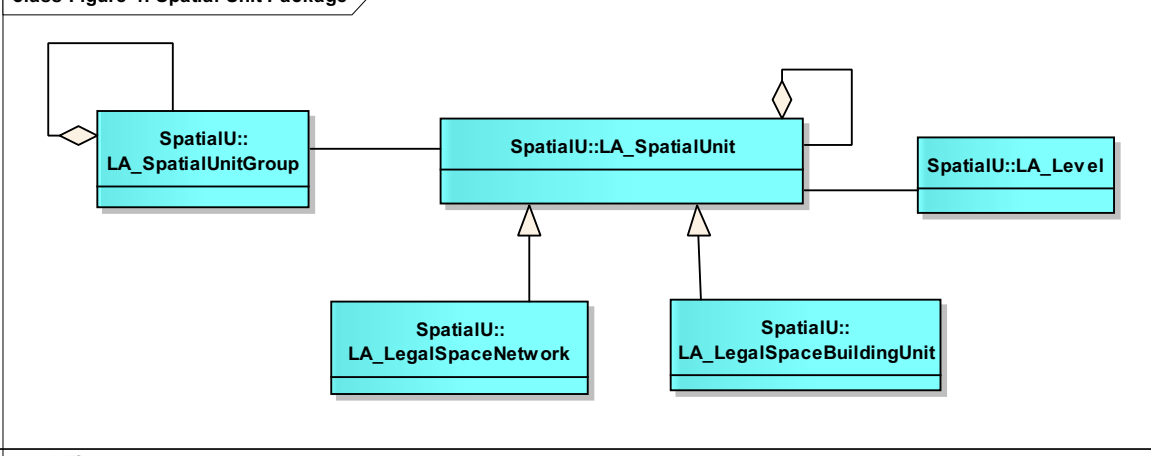 SpatialU::
LA_SpatialUnitGroup
SpatialU::LA_SpatialUnit
SpatialU::LA_Level
SpatialU::
LA_LegalSpaceNetwork
SpatialU::
LA_LegalSpaceBuildingUnit